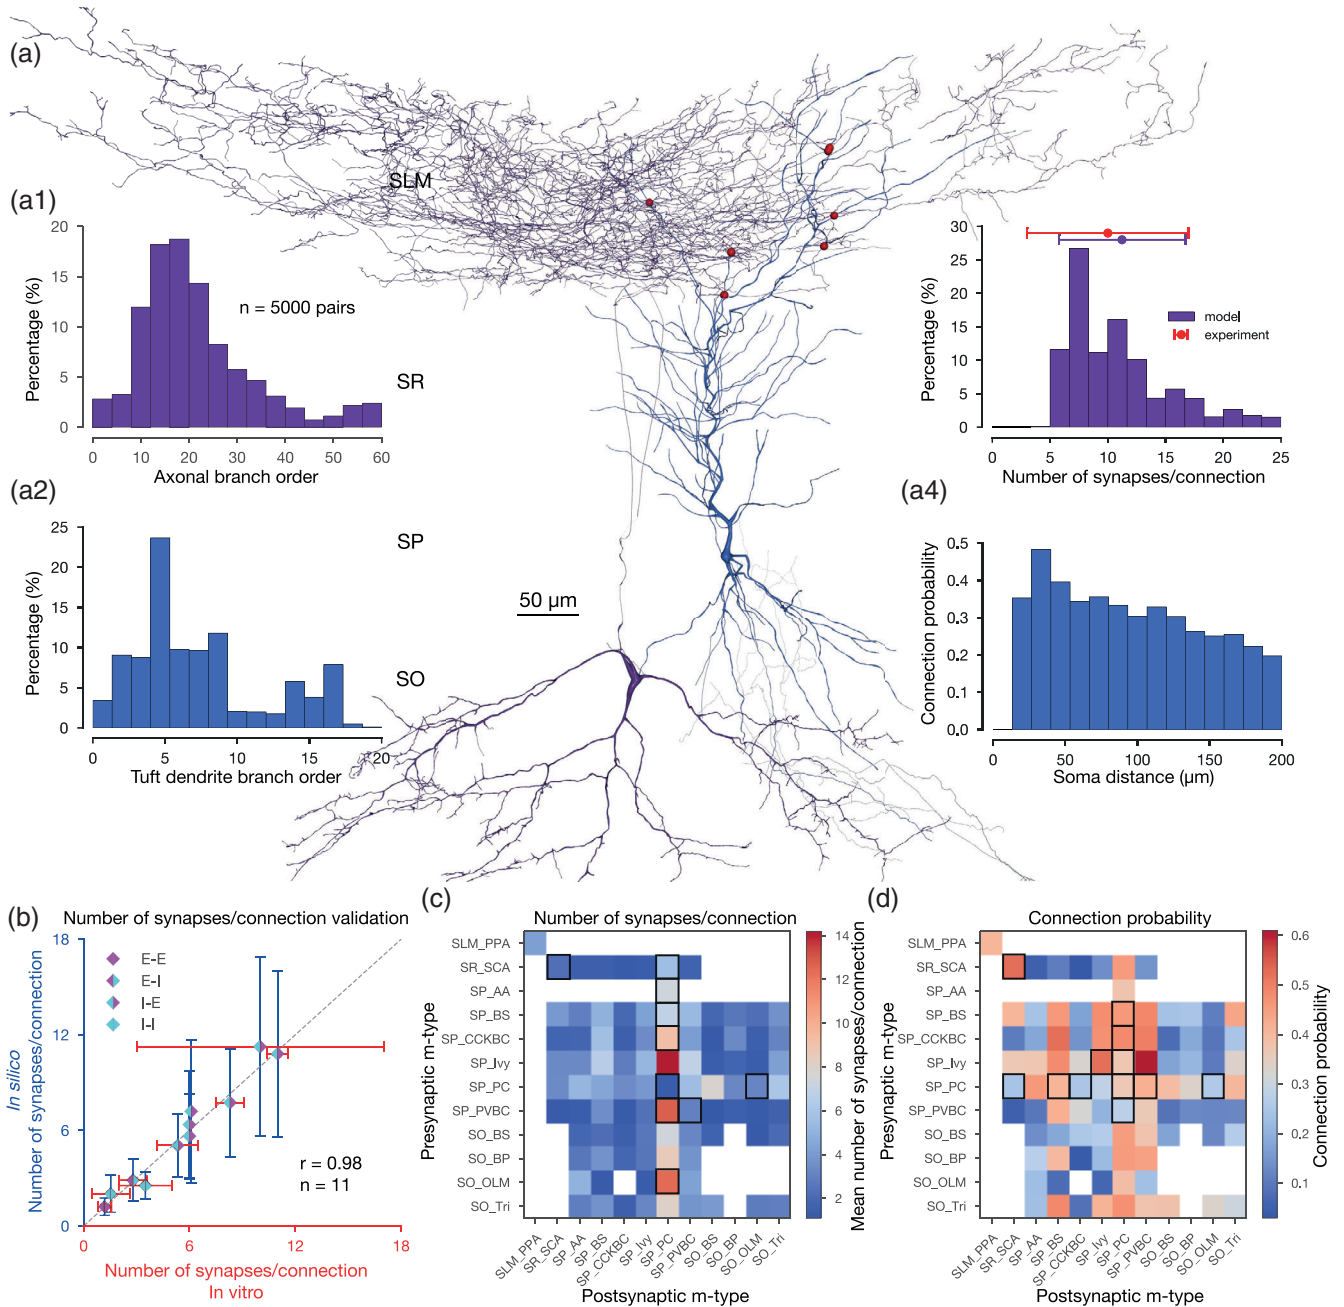 (a)
SLM
SR
SP
SO
50 µm
(a1)
Percentage (%)
20
15
10
5
0
n = 5000 pairs
0 10 20 30 40 50 60
Axonal branch order
(a2)
Percentage (%)
25
20
15
10
5
0
0 5 10 15 20
Tuft dendrite branch order
Percentage (%)
30
25
20
15
10
5
0
model
experiment
0 5 10 15 20 25
Number of synapses/connection
(a4)
Connection probability
0.5
0.4
0.3
0.2
0.1
0.0
0 50 100 150 200
Soma distance (µm)
(b)
Number of synapses/connection validation
In silico
Number of synapses/connection
18
12
6
0
E-E
E-I
I-E
I-I
r = 0.98
n = 11
0 6 12 18
Number of synapses/connection
In vitro
(c)
Number of synapses/connection
Presynaptic m-type
SLM_PPA
SR_SCA
SP_AA
SP_BS
SP_CCKBC
SP_Ivy
SP_PC
SP_PVBC
SO_BS
SO_BP
SO_OLM
SO_Tri
SLM_PPA
SR_SCA
SP_AA
SP_BS
SP_CCKBC
SP_Ivy
SP_PC
SP_PVBC
SO_BS
SO_BP
SO_OLM
SO_Tri
Postsynaptic m-type
14
12
10
8
6
4
2
Mean number of synapses/connection
(d)
Connection probability
Presynaptic m-type
SLM_PPA
SR_SCA
SP_AA
SP_BS
SP_CCKBC
SP_Ivy
SP_PC
SP_PVBC
SO_BS
SO_BP
SO_OLM
SO_Tri
SLM_PPA
SR_SCA
SP_AA
SP_BS
SP_CCKBC
SP_Ivy
SP_PC
SP_PVBC
SO_BS
SO_BP
SO_OLM
SO_Tri
Postsynaptic m-type
0.6
0.5
0.4
0.3
0.2
0.1
Connection probability